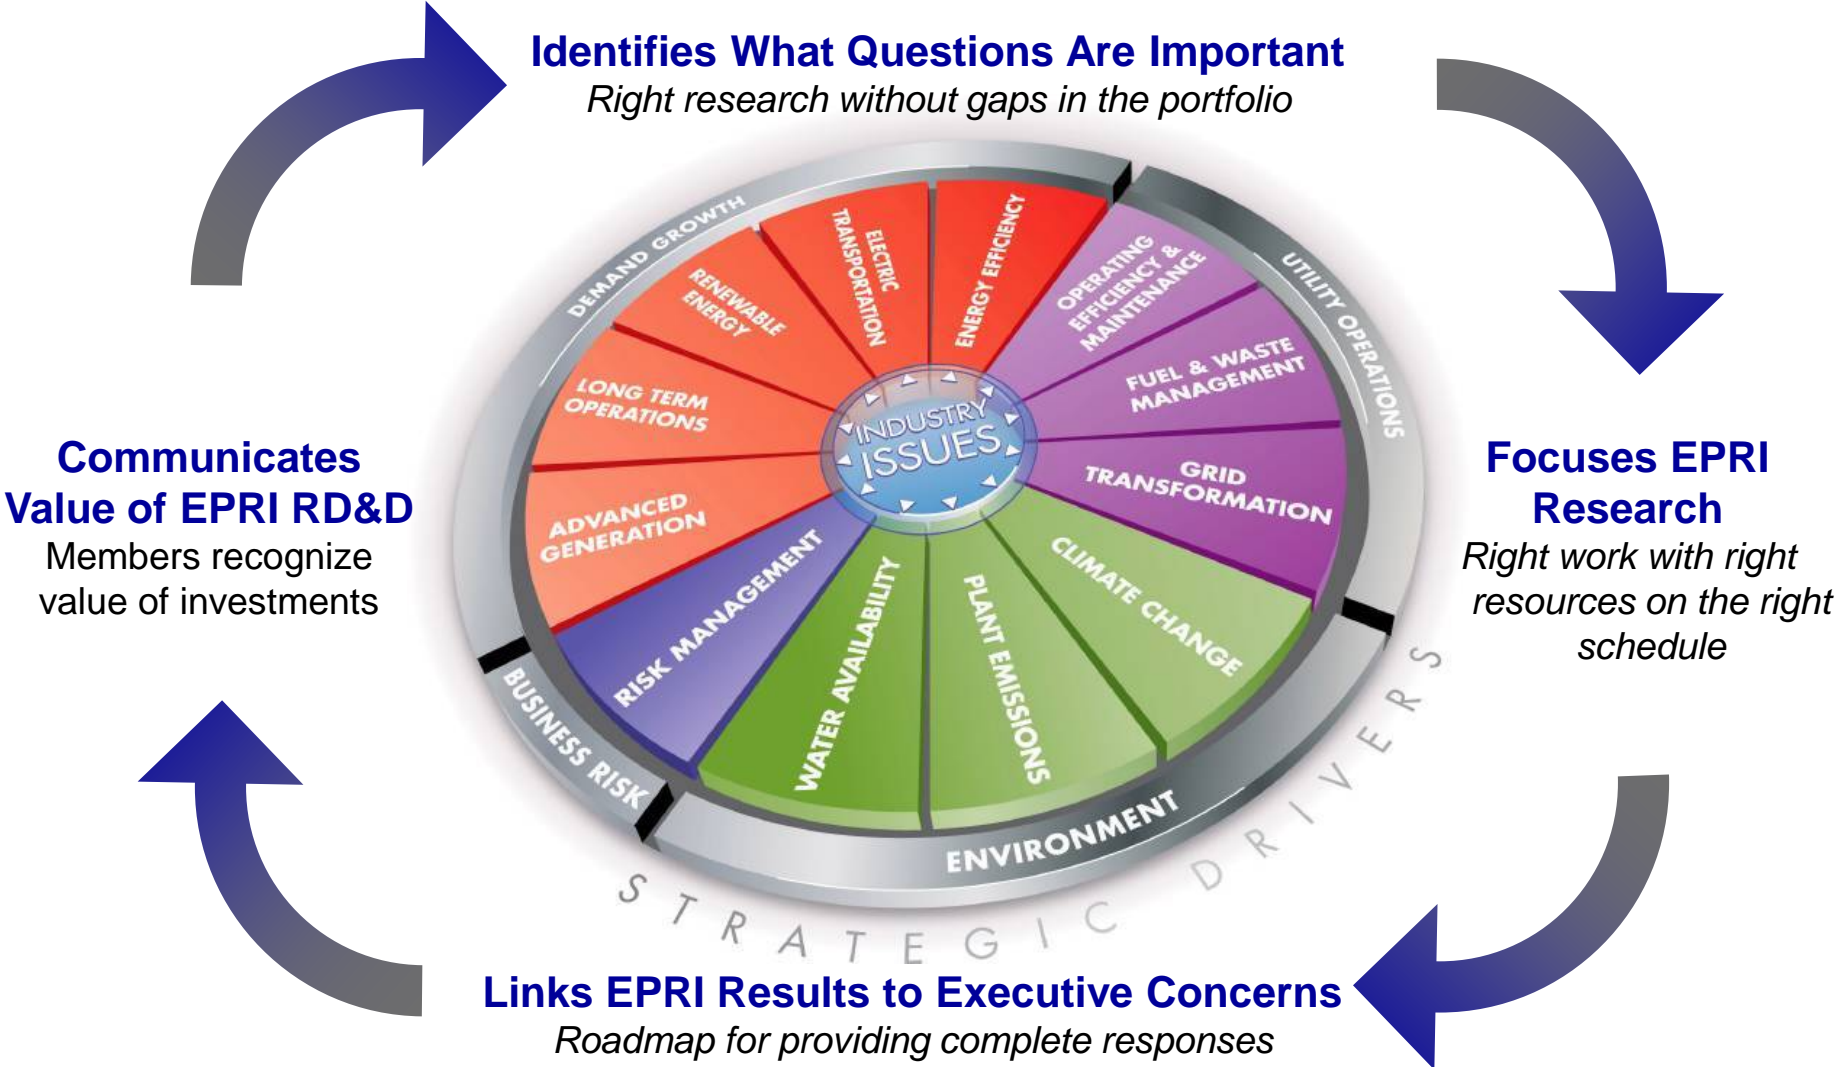 Identifies What Questions Are Important
Right research without gaps in the portfolio
DEMAND GROWTH
ELECTRIC
TRANSPORTATION
ENERGY EFFICIENCY
OPERATING
EFFICIENCY &
MAINTENANCE
UTILITY OPERATIONS
RENEWABLE
ENERGY
FUEL & WASTE
MANAGEMENT
LONG TERM
OPERATIONS
INDUSTRY
ISSUES
GRID
TRANSFORMATION
ADVANCED
GENERATION
Communicates
Value of EPRI RD&D
Members recognize
value of investments
Focuses EPRI
Research
Right work with right
resources on the right
schedule
RISK MANAGEMENT
WATER AVAILABILITY
PLANT EMISSIONS
CLIMATE CHANGE
BUSINESS RISK
ENVIRONMENT
STRATEGIC DRIVERS
Links EPRI Results to Executive Concerns
Roadmap for providing complete responses